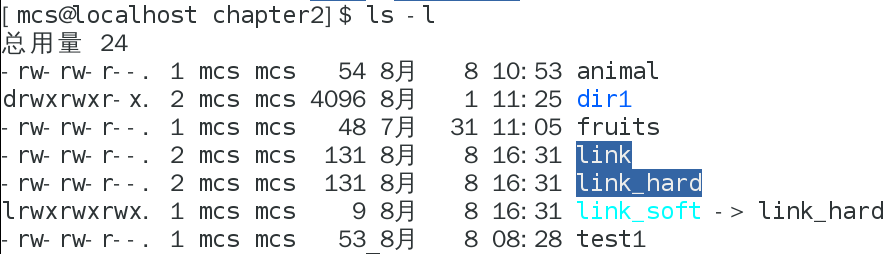 [mcs@localhost chapter2]$ ls -l
总用量 24
-rw-rw-r--. 1 mcs mcs   54 8月   8 10:53 animal
drwxrwxr-x. 2 mcs mcs 4096 8月   1 11:25 dir1
-rw-rw-r--. 1 mcs mcs   48 7月  31 11:05 fruits
-rw-rw-r--. 2 mcs mcs  131 8月   8 16:31 link
-rw-rw-r--. 2 mcs mcs  131 8月   8 16:31 link_hard
lrwxrwxrwx. 1 mcs mcs    9 8月   8 16:31 link_soft -> link_hard
-rw-rw-r--. 1 mcs mcs   53 8月   8 08:28 test1